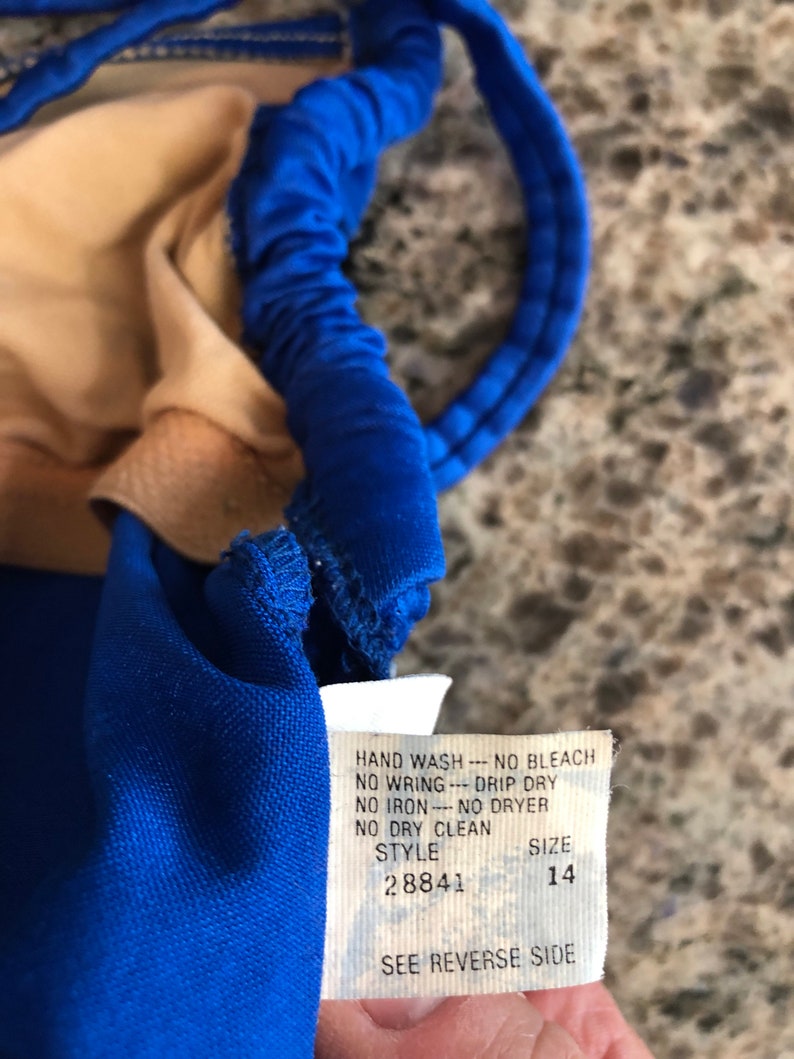 HAND WASH --- NO BLEACH
NO WRING --- DRIP DRY
NO IRON --- NO DRYER
NO DRY CLEAN
STYLE SIZE
28841 14
SEE REVERSE SIDE